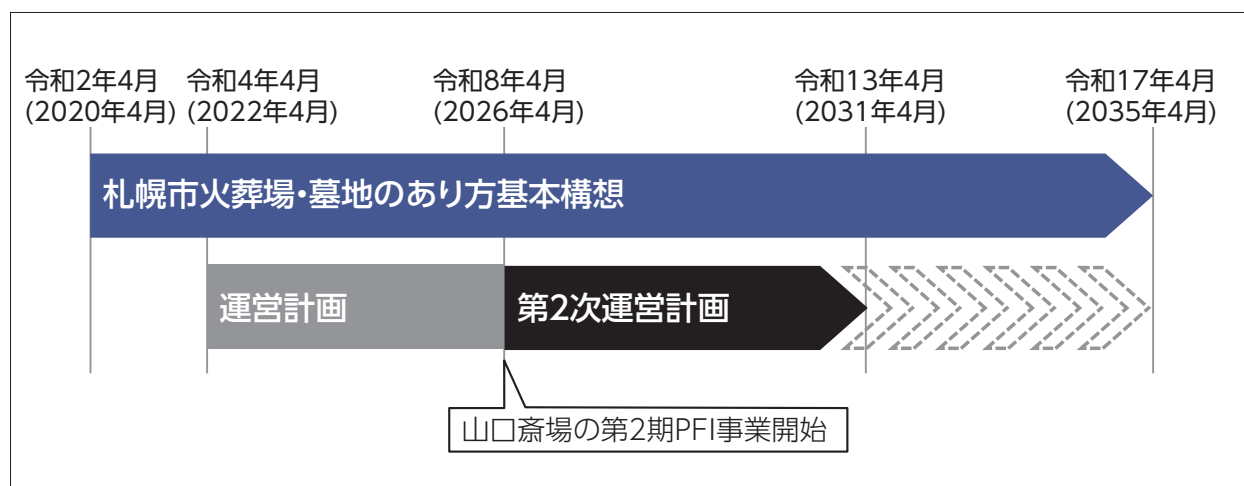 令和2年4月
(2020年4月)
令和4年4月
(2022年4月)
令和8年4月
(2026年4月)
令和13年4月
(2031年4月)
令和17年4月
(2035年4月)
札幌市火葬場・墓地のあり方基本構想
運営計画
第2次運営計画
山口斎場の第2期PFI事業開始